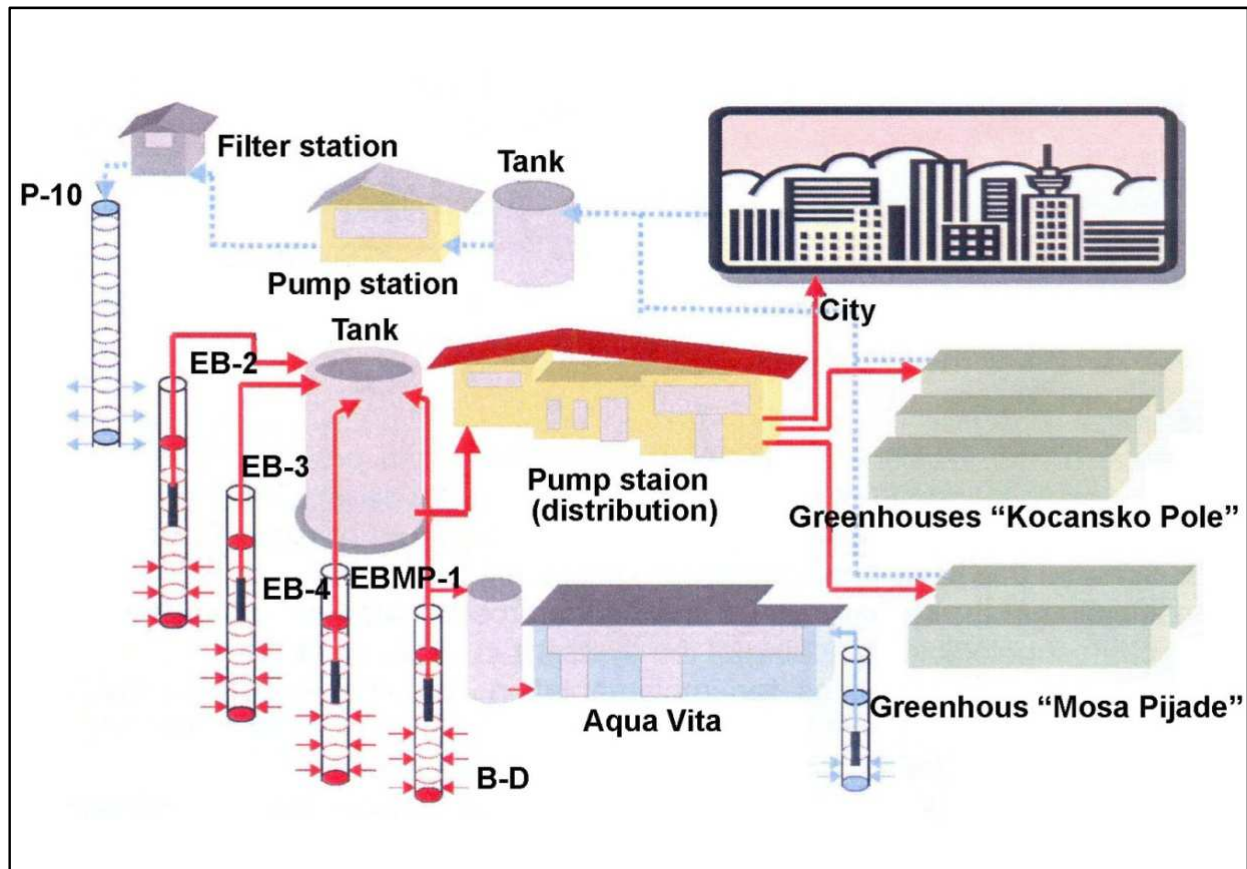 Filter station
Tank
P-10
Pump station
City
Tank
EB-2
EB-3
Pump staion
(distribution)
Greenhouses “Kocansko Pole”
EB-4
EBMP-1
Aqua Vita
Greenhous “Mosa Pijade”
B-D